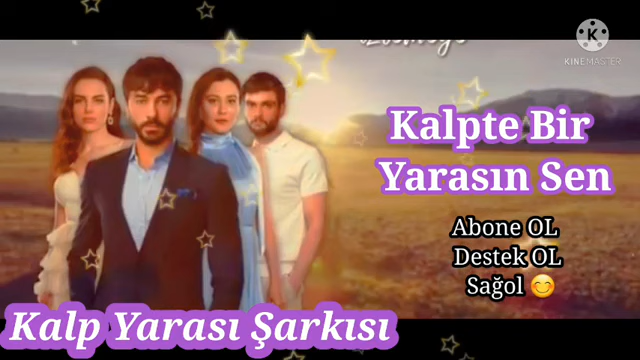 KINEMASTER
Kalpte Bir
Yarasın Sen
Abone OL
Destek OL
Sağol 😊
Kalp Yarası Şarkısı